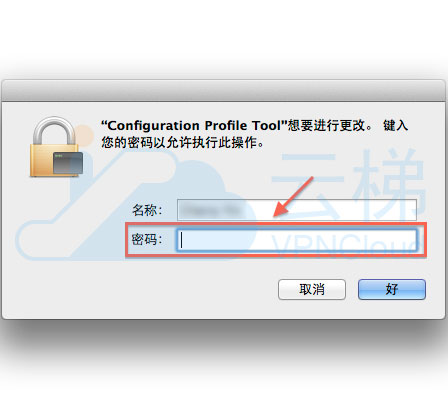 “Configuration Profile Tool”想要进行更改。 键入
您的密码以允许执行此操作。
云梯
名称：
密码：
VPNCloud
取消
好